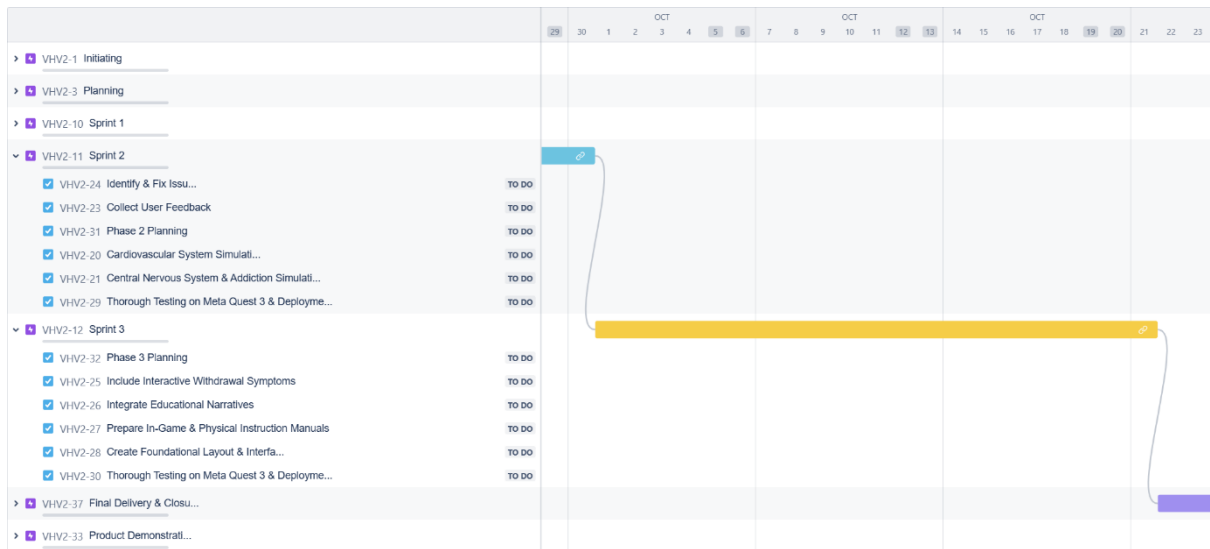 OCT OCT OCT
29 30 1 2 3 4 5 6 7 8 9 10 11 12 13 14 15 16 17 18 19 20 21 22 23
VHV2-1 Initiating
VHV2-3 Planning
VHV2-10 Sprint 1
VHV2-11 Sprint 2
VHV2-24 Identify & Fix Issu... TO DO
VHV2-23 Collect User Feedback TO DO
VHV2-31 Phase 2 Planning TO DO
VHV2-20 Cardiovascular System Simulati... TO DO
VHV2-21 Central Nervous System & Addiction Simulati... TO DO
VHV2-29 Thorough Testing on Meta Quest 3 & Deployme... TO DO
VHV2-12 Sprint 3
VHV2-32 Phase 3 Planning TO DO
VHV2-25 Include Interactive Withdrawal Symptoms TO DO
VHV2-26 Integrate Educational Narratives TO DO
VHV2-27 Prepare In-Game & Physical Instruction Manuals TO DO
VHV2-28 Create Foundational Layout & Interfa... TO DO
VHV2-30 Thorough Testing on Meta Quest 3 & Deployme... TO DO
VHV2-37 Final Delivery & Closu...
VHV2-33 Product Demonstrati...